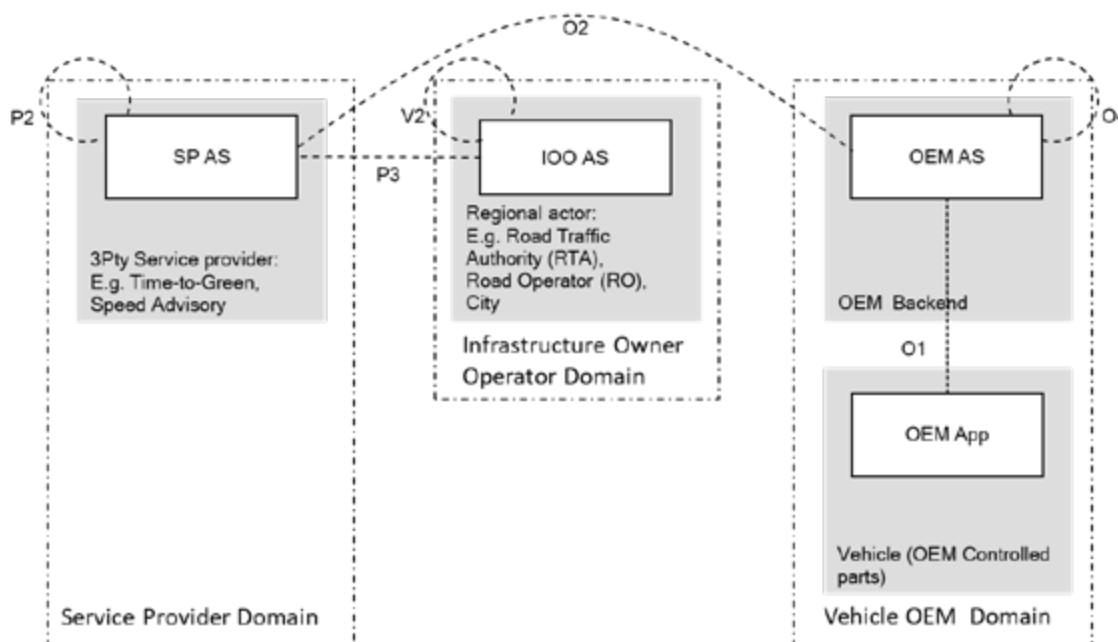 O2
P2
V2
SP AS
IOO AS
OEM AS
P3
3Pty Service provider:
E.g. Time-to-Green,
Speed Advisory
Regional actor:
E.g. Road Traffic
Authority (RTA),
Road Operator (RO),
City
OEM Backend
Infrastructure Owner
Operator Domain
O1
OEM App
Vehicle (OEM Controlled
parts)
Service Provider Domain
Vehicle OEM Domain